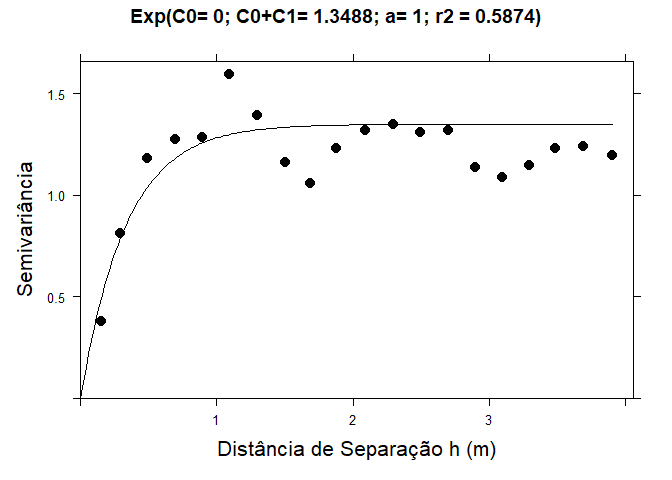 Exp(C0= 0; C0+C1= 1.3488; a= 1; r2 = 0.5874)
1.5
1.0
0.5
Semivariância
1
2
3
Distância de Separação h (m)